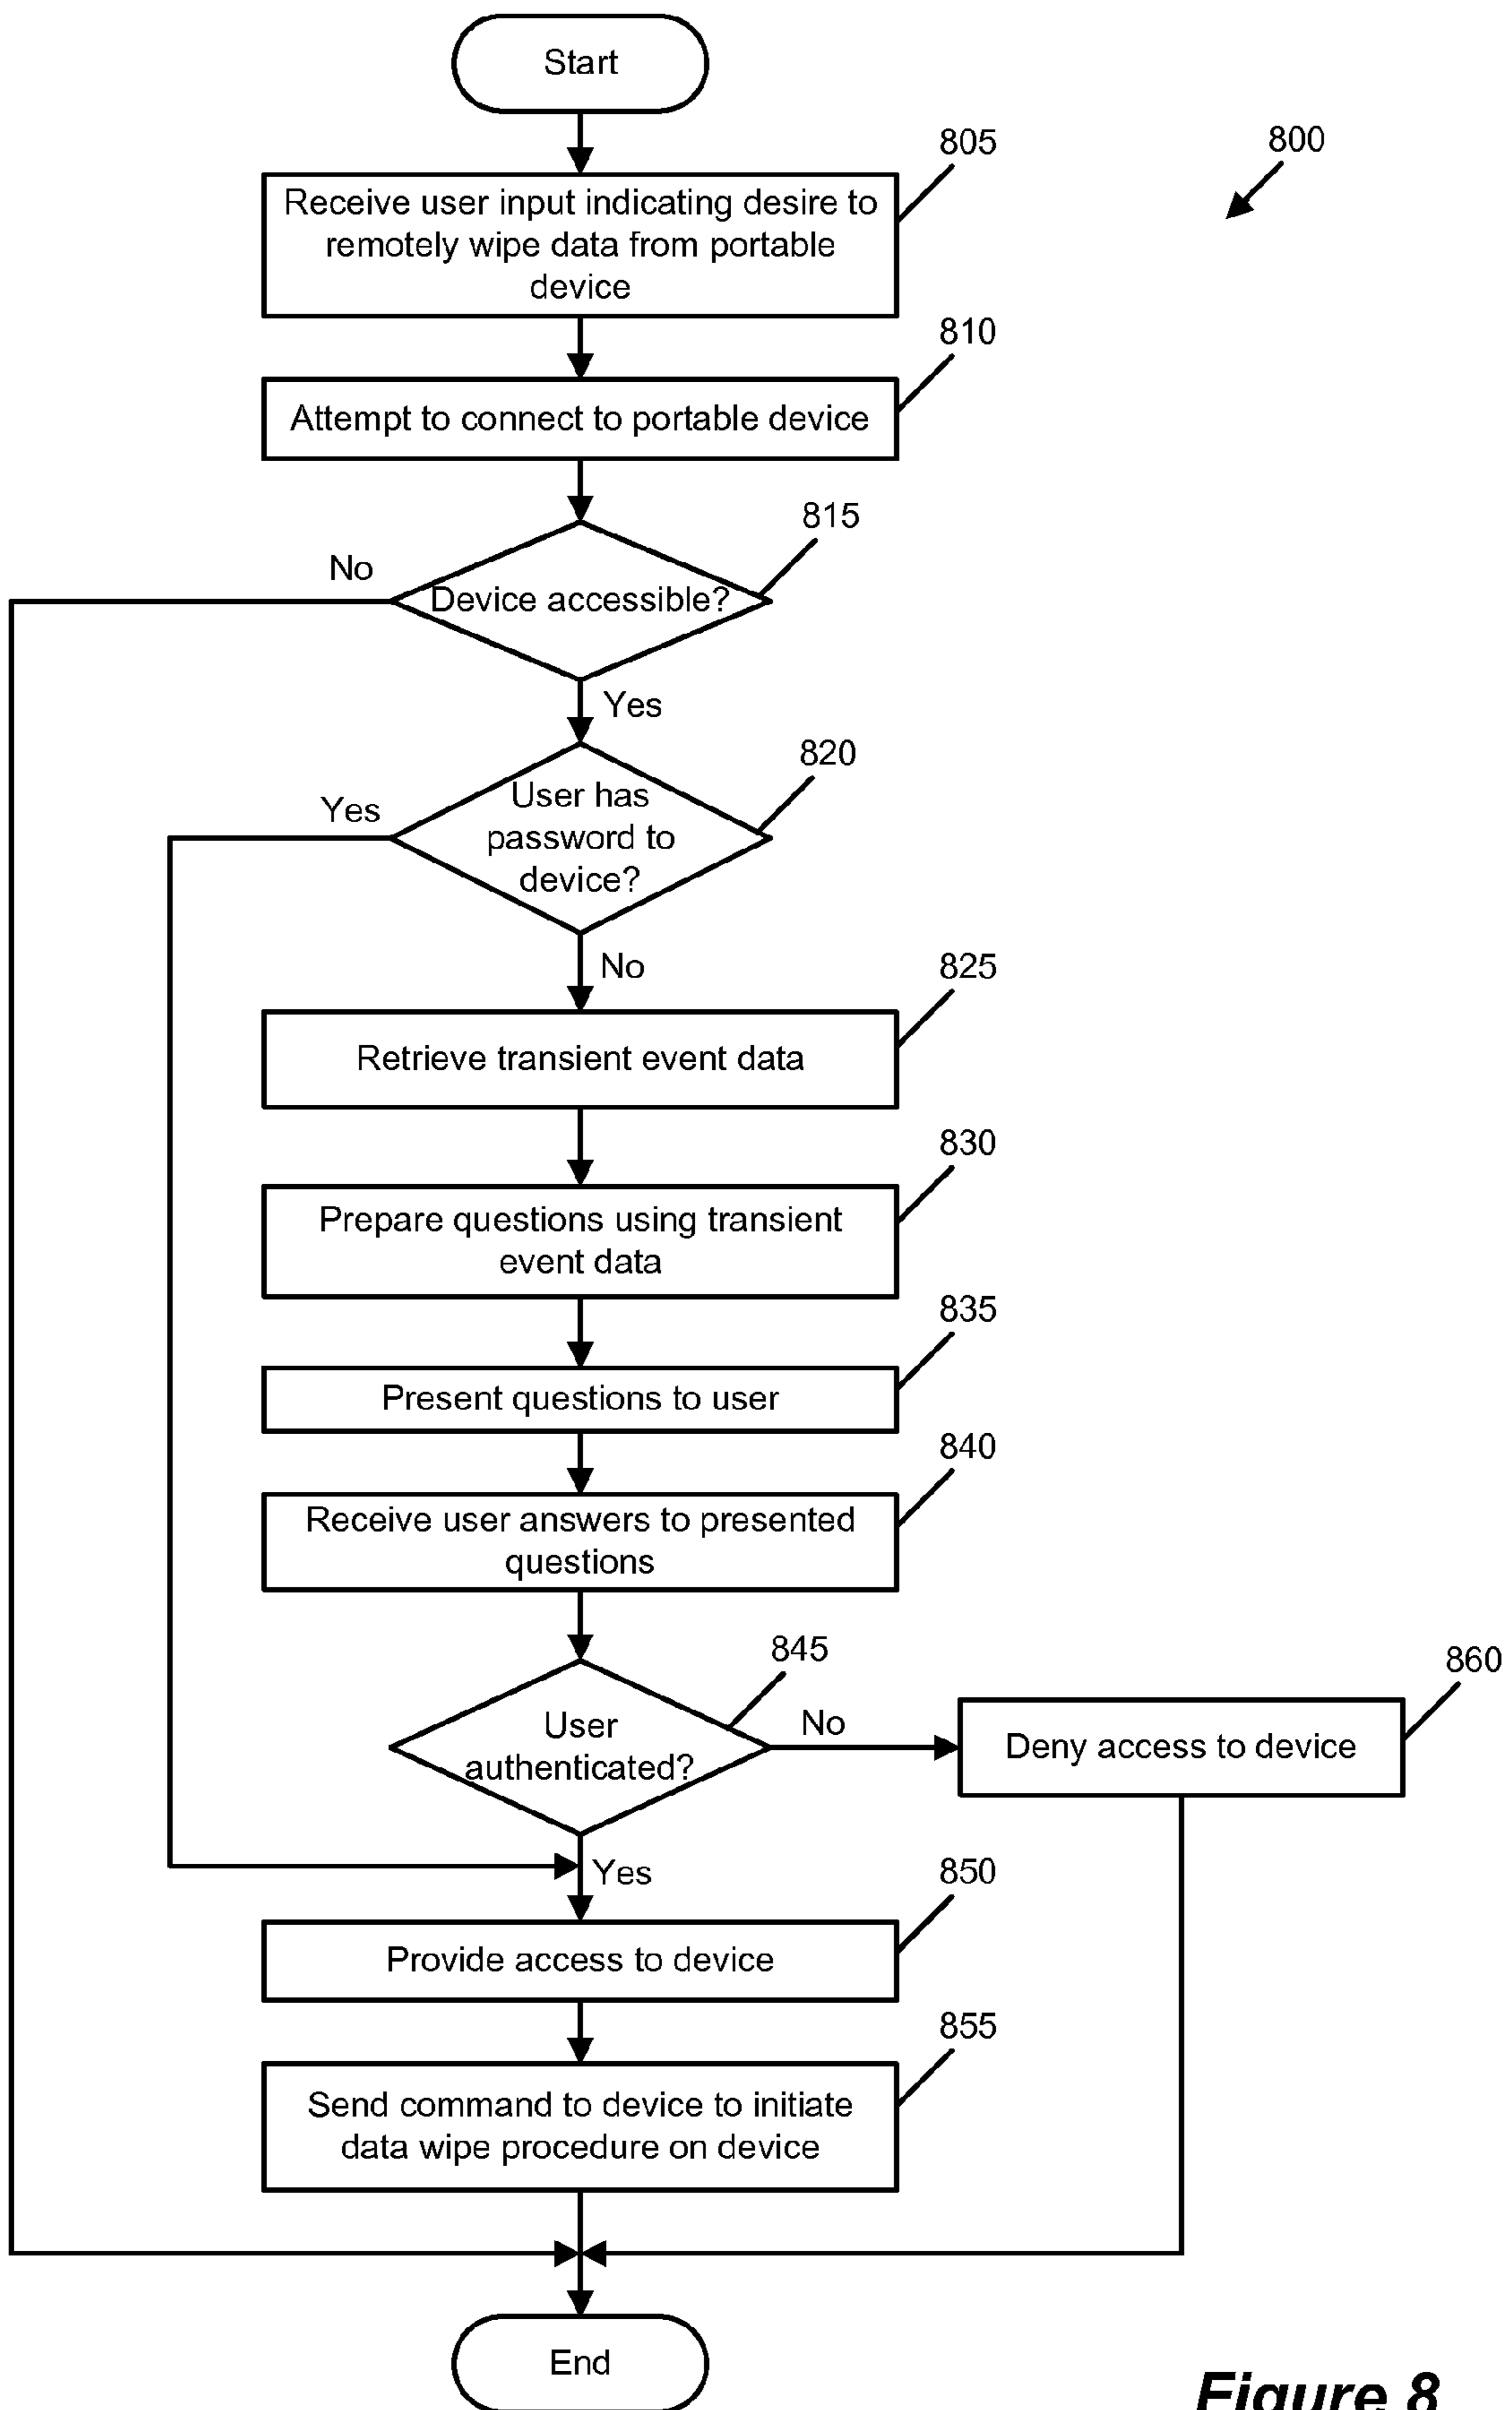 Start
800
805
Receive user input indicating desire to
remotely wipe data from portable
device
810
Attempt to connect to portable device
815
No
Device accessible?
Yes
820
Yes
User has
password to
device?
No
825
Retrieve transient event data
830
Prepare questions using transient
event data
835
Present questions to user
840
Receive user answers to presented
questions
845
User
authenticated?
No
860
Deny access to device
Yes
850
Provide access to device
855
Send command to device to initiate
data wipe procedure on device
End
Figure 8